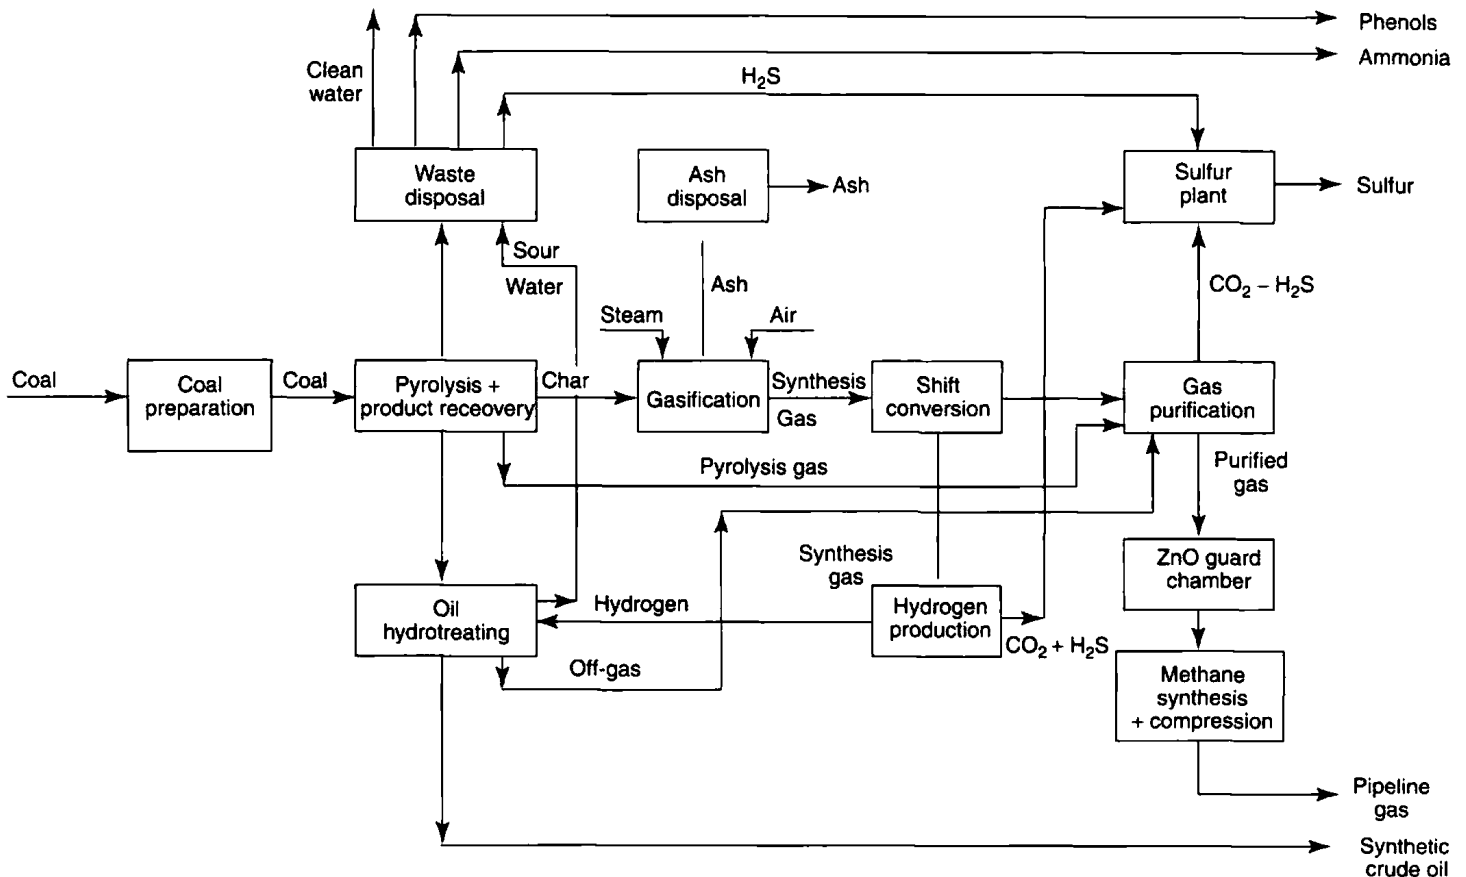 Phenols
Ammonia
Clean
water
H₂S
Waste
disposal
Ash
disposal
Ash
Sulfur
plant
Sulfur
Sour
Water
Ash
CO₂ – H₂S
Steam
Air
Coal
Coal
preparation
Coal
Pyrolysis +
product receovery
Char
Gasification
Synthesis
Gas
Shift
conversion
Gas
purification
Pyrolysis gas
Purified
gas
Synthesis
gas
ZnO guard
chamber
Oil
hydrotreating
Hydrogen
Hydrogen
production
CO₂ + H₂S
Off-gas
Methane
synthesis
+ compression
Pipeline
gas
Synthetic
crude oil